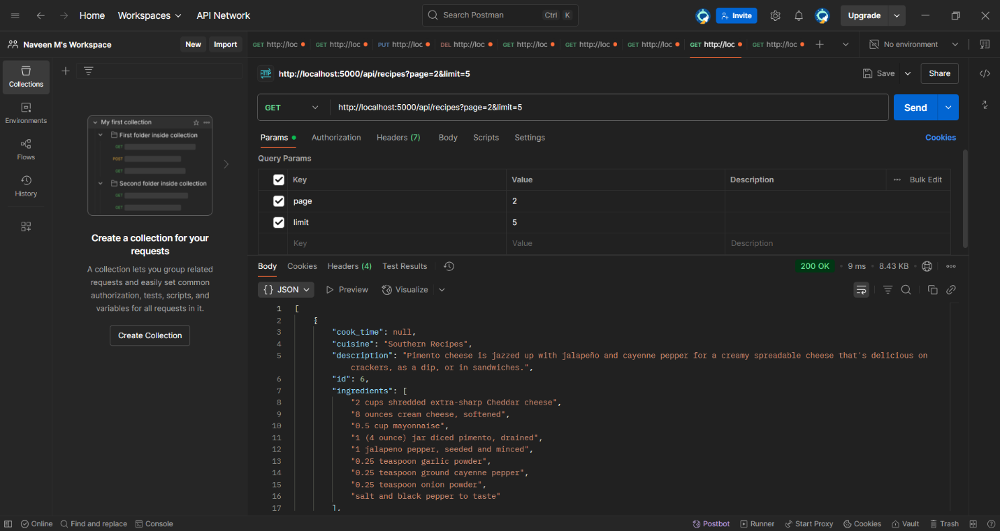 Home Workspaces API Network Search Postman Ctrl K Invite Upgrade
Naveen M's Workspace New Import GET http://loc GET http://loc PUT http://loc DEL http://loc GET http://loc GET http://loc GET http://loc GET http://loc GET http://loc No environment
Collections
Environments
Flows
History
My first collection
First folder inside collection
GET
POST
GET
Second folder inside collection
GET
GET
Create a collection for your
requests
A collection lets you group related
requests and easily set common
authorization, tests, scripts, and
variables for all requests in it.
Create Collection
HTTP http://localhost:5000/api/recipes?page=2&limit=5 Save Share
GET http://localhost:5000/api/recipes?page=2&limit=5 Send
Params Authorization Headers (7) Body Scripts Settings Cookies
Query Params
Key Value Description Bulk Edit
page 2
limit 5
Key Value Description
Body Cookies Headers (4) Test Results 200 OK 9 ms 8.43 KB
{} JSON Preview Visualize
1 [
2 {
3 "cook_time": null,
4 "cuisine": "Southern Recipes",
5 "description": "Pimento cheese is jazzed up with jalapeño and cayenne pepper for a creamy spreadable cheese that's delicious on
crackers, as a dip, or in sandwiches.",
6 "id": 6,
7 "ingredients": [
8 "2 cups shredded extra-sharp Cheddar cheese",
9 "8 ounces cream cheese, softened",
10 "0.5 cup mayonnaise",
11 "1 (4 ounce) jar diced pimento, drained",
12 "1 jalapeno pepper, seeded and minced",
13 "0.25 teaspoon garlic powder",
14 "0.25 teaspoon ground cayenne pepper",
15 "0.25 teaspoon onion powder",
16 "salt and black pepper to taste"
17 ],
Online Find and replace Console Postbot Runner Start Proxy Cookies Vault Trash